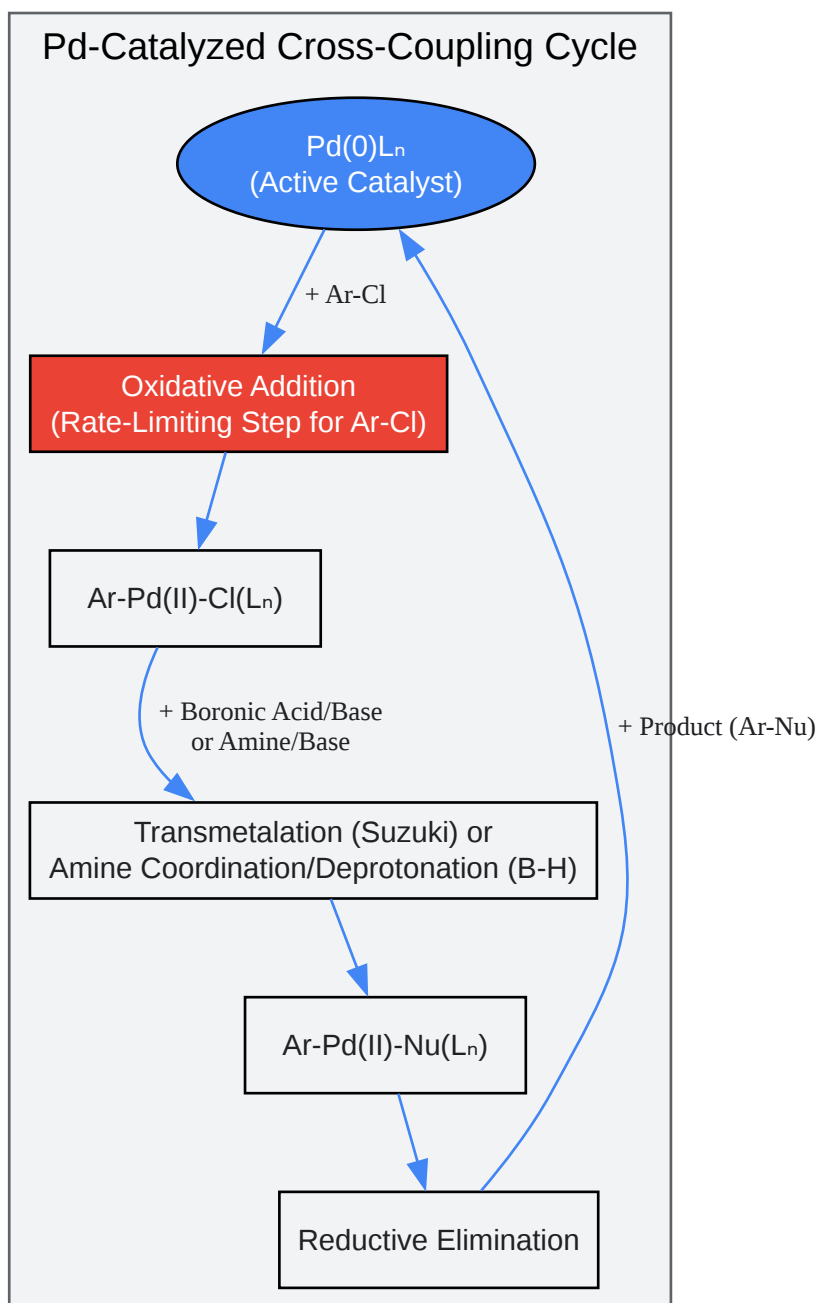 Pd-Catalyzed Cross-Coupling Cycle
Pd(0)Lₙ
(Active Catalyst)
+ Ar-Cl
Oxidative Addition
(Rate-Limiting Step for Ar-Cl)
Ar-Pd(II)-Cl(Lₙ)
+ Boronic Acid/Base
or Amine/Base
+ Product (Ar-Nu)
Transmetalation (Suzuki) or
Amine Coordination/Deprotonation (B-H)
Ar-Pd(II)-Nu(Lₙ)
Reductive Elimination